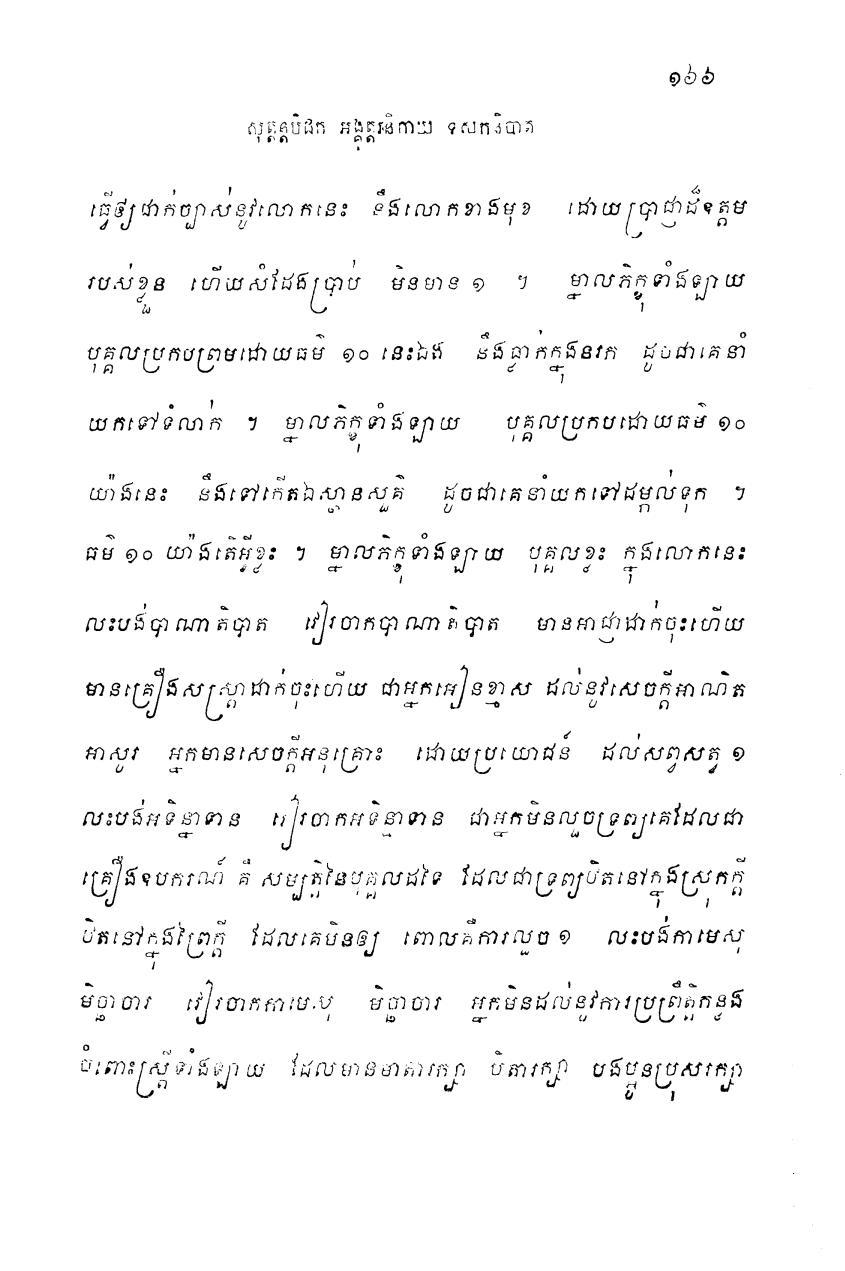 ១៦៦
សុត្តន្តបិដក អង្គុត្តរនិកាយ ទសកនិបាត
ធ្វើឲ្យជាក់ច្បាស់នូវលោកនេះ នឹងលោកខាងមុខ ដោយប្រាជ្ញាដ៏ឧត្តម
របស់ខ្លួន ហើយសំដែងប្រាប់ មិនមាន ១ ។ ម្នាលភិក្ខុទាំងឡាយ
បុគ្គលប្រកបព្រមដោយធម៌ ១០ នេះឯង នឹងធ្លាក់ក្នុងនរក ដូចជាគេនាំ
យកទៅទំលាក់ ។ ម្នាលភិក្ខុទាំងឡាយ បុគ្គលប្រកបដោយធម៌ ១០
យ៉ាងនេះ នឹងទៅកើតឯស្ថានសួគ៌ ដូចជាគេនាំយកទៅដម្កល់ទុក ។
ធម៌ ១០ យ៉ាងតើអ្វីខ្លះ ។ ម្នាលភិក្ខុទាំងឡាយ បុគ្គលខ្លះ ក្នុងលោកនេះ
លះបង់បាណាតិបាត វៀរចាកបាណាតិបាត មានអាជ្ញាដាក់ចុះហើយ
មានគ្រឿងសស្ត្រាដាក់ចុះហើយ ជាអ្នកអៀនខ្មាស ដល់នូវសេចក្តីអាណិត
អាសូរ អ្នកមានសេចក្តីអនុគ្រោះ ដោយប្រយោជន៍ ដល់សព្វសត្វ ១
លះបង់អទិន្នាទាន វៀរចាកអទិន្នាទាន ជាអ្នកមិនលួចទ្រព្យគេដែលជា
គ្រឿងឧបករណ៍ គឺ សម្បត្តិនៃបុគ្គលដទៃ ដែលជាទ្រព្យឋិតនៅក្នុងស្រុកក្តី
ឋិតនៅក្នុងព្រៃក្តី ដែលគេមិនឲ្យ ពោលគឺការលួច ១ លះបង់កាមេសុ
មិច្ឆាចារ វៀរចាកកាមេសុ មិច្ឆាចារ អ្នកមិនដល់នូវការប្រព្រឹត្តិកន្លង
ចំពោះស្ត្រីទាំងឡាយ ដែលមានមាតារក្សា បិតារក្សា បងប្អូនប្រុសរក្សា